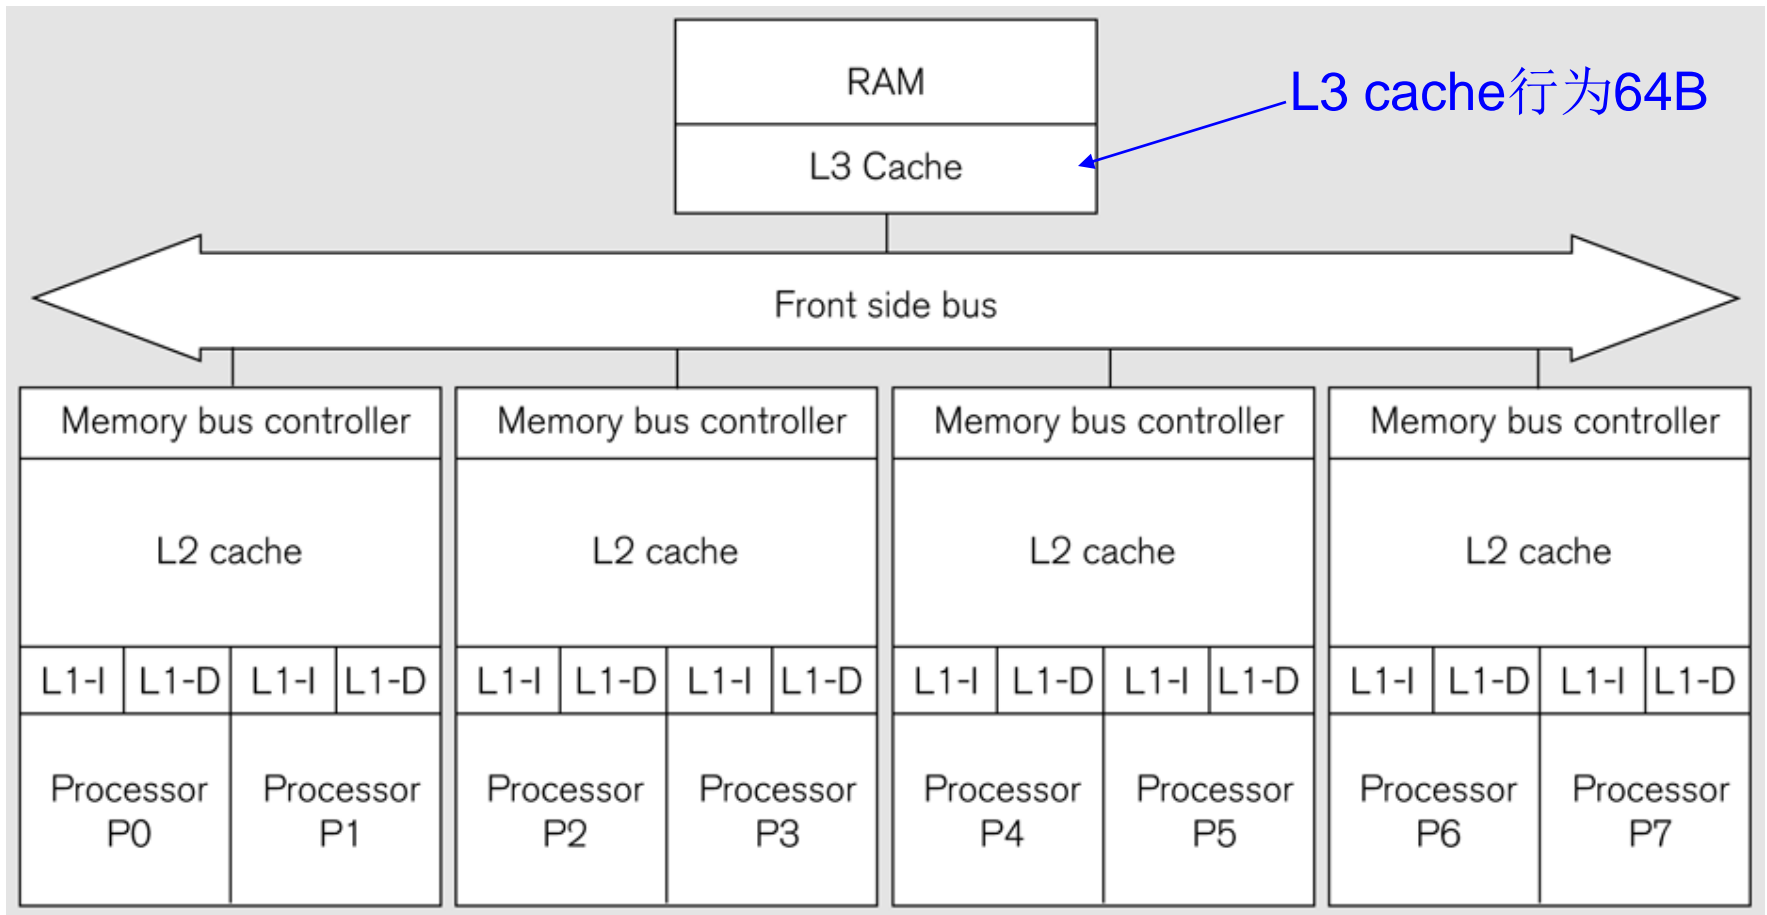 RAM
L3 cache行为64B
L3 Cache
Front side bus
Memory bus controller
Memory bus controller
Memory bus controller
Memory bus controller
L2 cache
L2 cache
L2 cache
L2 cache
L1-I L1-D L1-I L1-D
L1-I L1-D L1-I L1-D
L1-I L1-D L1-I L1-D
L1-I L1-D L1-I L1-D
Processor
P0
Processor
P1
Processor
P2
Processor
P3
Processor
P4
Processor
P5
Processor
P6
Processor
P7